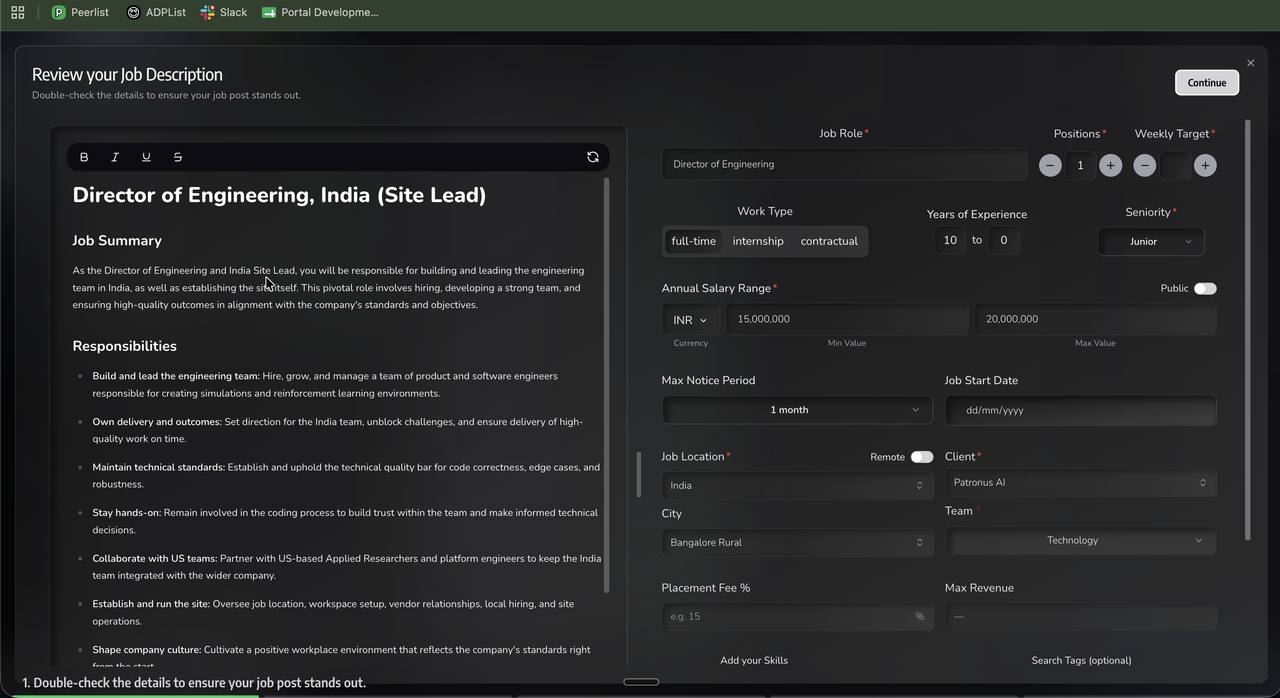 Peerlist
ADPList
Slack
Portal Developme...
Review your Job Description
Double-check the details to ensure your job post stands out.
Continue
B I U S
Director of Engineering, India (Site Lead)
Job Summary
As the Director of Engineering and India Site Lead, you will be responsible for building and leading the engineering
team in India, as well as establishing the site itself. This pivotal role involves hiring, developing a strong team, and
ensuring high-quality outcomes in alignment with the company's standards and objectives.
Responsibilities
Build and lead the engineering team: Hire, grow, and manage a team of product and software engineers
responsible for creating simulations and reinforcement learning environments.
Own delivery and outcomes: Set direction for the India team, unblock challenges, and ensure delivery of high-
quality work on time.
Maintain technical standards: Establish and uphold the technical quality bar for code correctness, edge cases, and
robustness.
Stay hands-on: Remain involved in the coding process to build trust within the team and make informed technical
decisions.
Collaborate with US teams: Partner with US-based Applied Researchers and platform engineers to keep the India
team integrated with the wider company.
Establish and run the site: Oversee job location, workspace setup, vendor relationships, local hiring, and site
operations.
Shape company culture: Cultivate a positive workplace environment that reflects the company's standards right
from the start.
Job Role*
Positions*
Weekly Target*
Director of Engineering
− 1 +
− +
Work Type
Years of Experience
Seniority*
full-time internship contractual
10 to 0
Junior
Annual Salary Range*
Public
INR
15,000,000
20,000,000
Currency
Min Value
Max Value
Max Notice Period
Job Start Date
1 month
dd/mm/yyyy
Job Location*
Remote
Client*
India
Patronus AI
City
Team *
Bangalore Rural
Technology
Placement Fee %
Max Revenue
e.g. 15 %
—
Add your Skills
Search Tags (optional)
1. Double-check the details to ensure your job post stands out.